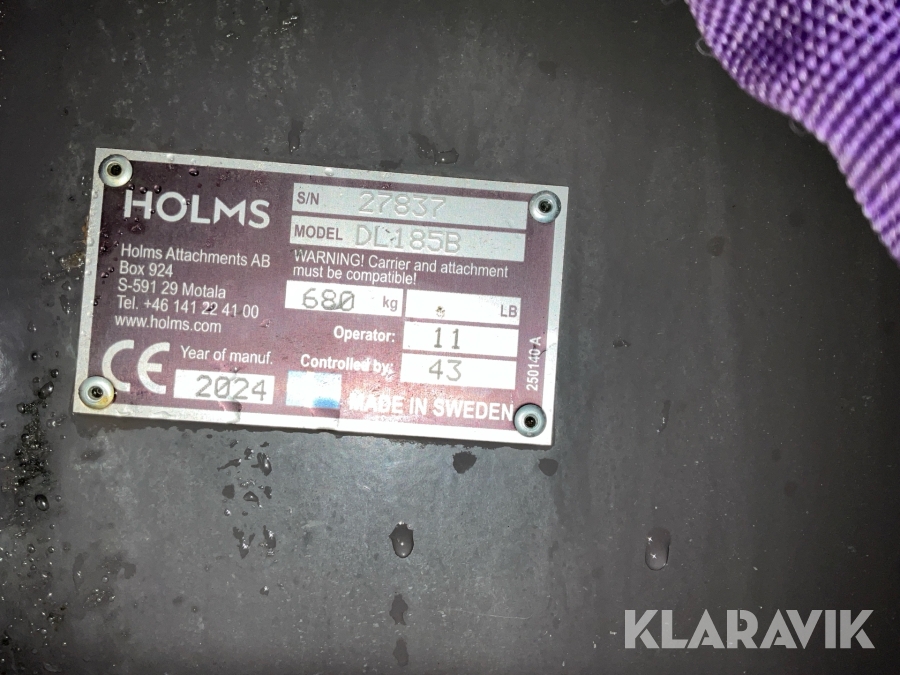 HOLMS
Holms Attachments AB
Box 924
S-591 29 Motala
Tel. +46 141 22 41 00
www.holms.com
CE
Year of manuf.
2024
S/N 27837
MODEL DL185B
WARNING! Carrier and attachment
must be compatible!
680 kg
LB
Operator: 11
Controlled by: 43
MADE IN SWEDEN
250140 A
KLARAVIK